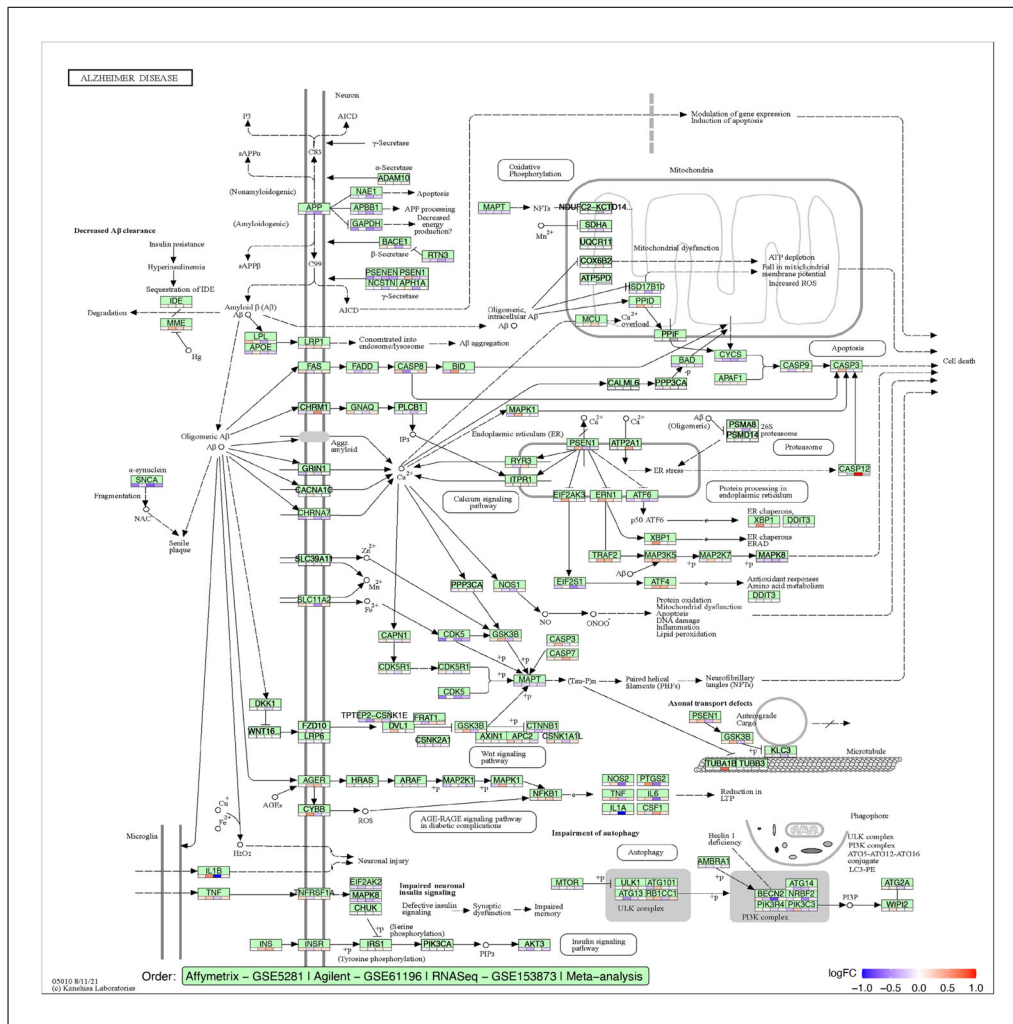 ALZHEIMER DISEASE
Neuron
P3
AICD
Modulation of gene expression
Induction of apoptosis
γ-Secretase
C83
sAPPα
α-Secretase
ADAM10
Oxidative
Phosphorylation
Mitochondria
(Nonamyloidogenic)
NAE1
Apoptosis
APP
APBB1
APP processing
MAPT
NFTs
NDUFC2-KCTD14...
(Amyloidogenic)
GAPDH
Decreased
energy
production?
Mn2+
SDHA
UQCR11
Mitochondrial dysfunction
Decreased Aβ clearance
BACE1
β-Secretase
RTN3
COX6B2
ATP5PD
ATP depletion
Fall in mitochondrial
membrane potential
Increased ROS
Insulin resistance
Hyperinsulinemia
sAPPβ
C99
PSENEN PSEN1
NCSTN APH1A
γ-Secretase
HSD17B10
PPID
Sequestration of IDE
IDE
Degradation
MME
Hg
Amyloid β (Aβ)
Aβ
AICD
Oligomeric,
intracellular Aβ
Aβ
MCU
Ca2+
overload
PPIF
LPL
APOE
LRP1
Concentrated into
endosome/lysosome
Aβ aggregation
Apoptosis
FAS
FADD
CASP8
BID
BAD
-p
CYCS
CASP9
CASP3
APAF1
Cell death
CALML6
PPP3CA
CHRM1
GNAQ
PLCB1
MAPK1
IP3
Endoplasmic reticulum (ER)
Ca2+
Ca2+
Aβ
(Oligomeric)
PSMA8
PSMD14
26S
proteasome
Oligomeric Aβ
Aβ
Aggr.
amyloid
PSEN1
ATP2A1
Proteasome
α-synuclein
SNCA
Fragmentation
NAC
Senile
plaque
GRIN1
CACNA1C
CHRNA7
Ca2+
RYR3
ITPR1
ER stress
CASP12
Calcium signaling
pathway
EIF2AK3
ERN1
ATF6
Protein processing in
endoplasmic reticulum
p50 ATF6
e
XBP1
DDIT3
ER chaperons,
XBP1
e
ER chaperons
ERAD
SLC39A11
Zn2+
TRAF2
MAP3K5
MAP2K7
MAPK8
+p
+p
+p
Mn2+
SLC11A2
Fe2+
PPP3CA
NOS1
EIF2S1
Aβ
ATF4
e
Antioxidant responses
Amino acid metabolism
DDIT3
NO
ONOO-
Protein oxidation
Mitochondrial dysfunction
Apoptosis
DNA damage
Inflammation
Lipid peroxidation
CAPN1
CDK5
GSK3B
CASP3
CASP7
+p
+p
CDK5R1
CDK5R1
MAPT
(Tau-P)n
Paired helical
filaments (PHFs)
Neurofibrillary
tangles (NFTs)
+p
CDK5
+p
DKK1
WNT16...
FZD10
LRP6
TPTEP2-CSNK1E
FRAT1...
DVL1
CSNK2A1
GSK3B
+p
CTNNB1
AXIN1
APC2
CSNK1A1L
Wnt signaling
pathway
Axonal transport defects
PSEN1
Anterograde
Cargo
GSK3B
+p
KLC3
Microtubule
TUBA1B
TUBB3
AGER
AGEs
HRAS
ARAF
MAP2K1
MAPK1
+p
+p
NFKB1
e
NOS2
PTGS2
TNF
IL6
IL1A
CSF1
Reduction in
LTP
CYBB
ROS
AGE-RAGE signaling pathway
in diabetic complications
Cu+
Fe2+
H2O2
Neuronal injury
Microglia
IL1B
TNF
TNFRSF1A
EIF2AK2
MAPK8
CHUK
Impaired neuronal
insulin signaling
Defective insulin
signaling
Synaptic
dysfunction
Impaired
memory
Impairment of autophagy
Autophagy
Beclin 1
deficiency
Phagophore
ULK complex
PI3K complex
ATG5-ATG12-ATG16
conjugate
LC3-PE
AMBRA1
MTOR
+p
ULK1
ATG101
ATG13
RB1CC1
ULK complex
+p
+p
ATG14
BECN2
NRBF2
PIK3R4
PIK3C3
PI3K complex
PI3P
ATG2A
WIPI2
+p
(Serine
phosphorylation)
INS
INSR
+p
IRS1
PIK3CA
PIP3
AKT3
(Tyrosine phosphorylation)
Insulin signaling
pathway
05010 8/11/21
(c) Kanehisa Laboratories
Order: Affymetrix – GSE5281 | Agilent – GSE61196 | RNASeq – GSE153873 | Meta–analysis
logFC
−1.0 −0.5 0.0 0.5 1.0